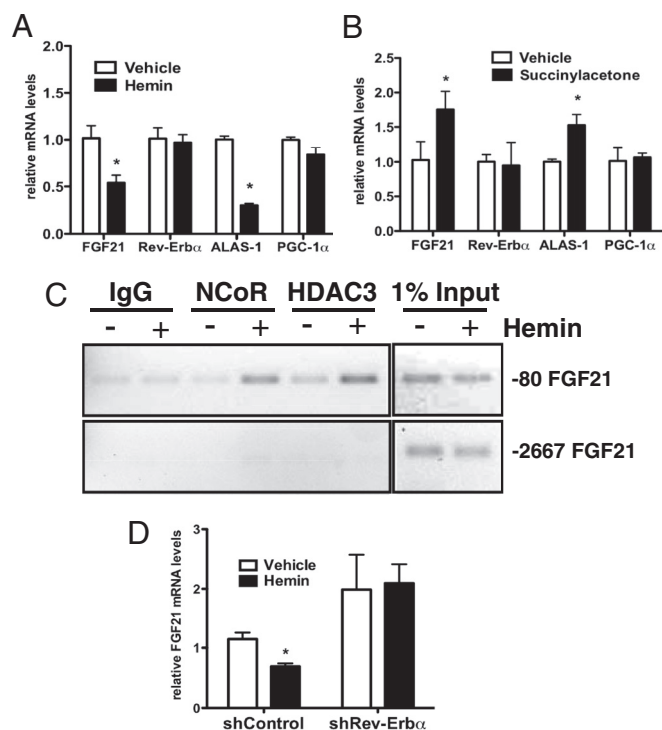 A
relative mRNA levels
2.0
1.5
1.0
0.5
0.0
Vehicle
Hemin
*
*
FGF21 Rev-Erbα ALAS-1 PGC-1α
B
relative mRNA levels
2.5
2.0
1.5
1.0
0.5
0.0
Vehicle
Succinylacetone
*
*
FGF21 Rev-Erbα ALAS-1 PGC-1α
C
IgG NCoR HDAC3 1% Input
- + - + - + - + Hemin
-80 FGF21
-2667 FGF21
D
relative FGF21 mRNA levels
3
2
1
0
Vehicle
Hemin
*
shControl shRev-Erbα